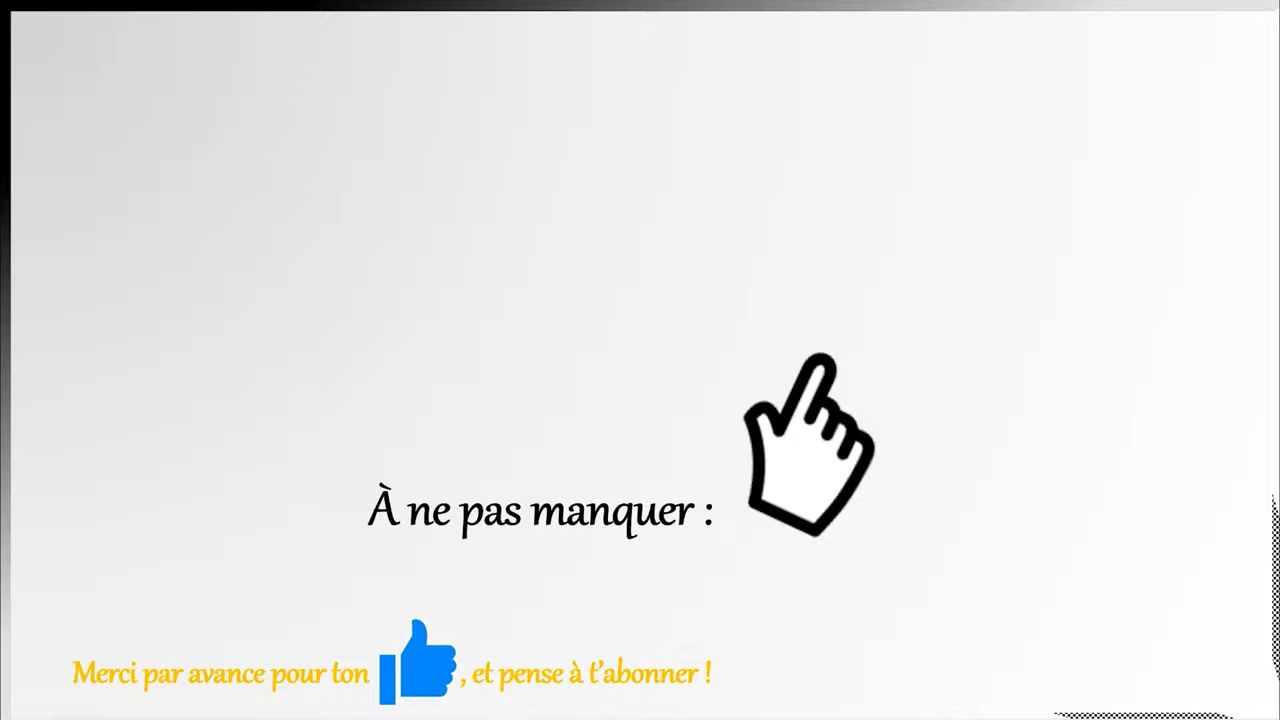 À ne pas manquer :
Merci par avance pour ton , et pense à t’abonner !